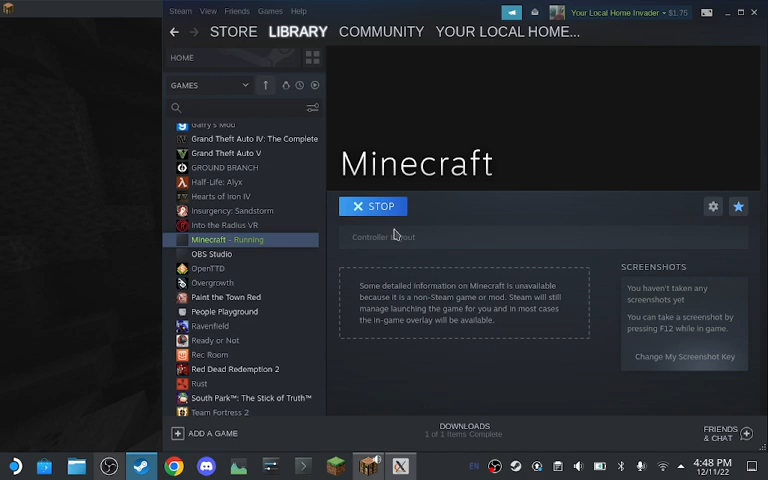 Steam View Friends Games Help
Your Local Home Invader $1.75
STORE LIBRARY COMMUNITY YOUR LOCAL HOME...
HOME
GAMES
Garry's Mod
Grand Theft Auto IV: The Complete
Grand Theft Auto V
GROUND BRANCH
Half-Life: Alyx
Hearts of Iron IV
Insurgency: Sandstorm
Into the Radius VR
Minecraft - Running
OBS Studio
OpenTTD
Overgrowth
Paint the Town Red
People Playground
Ravenfield
Ready or Not
Rec Room
Red Dead Redemption 2
Rust
South Park™: The Stick of Truth™
Team Fortress 2
ADD A GAME
Minecraft
STOP
Controller Layout
Some detailed information on Minecraft is unavailable
because it is a non-Steam game or mod. Steam will still
manage launching the game for you and in most cases
the in-game overlay will be available.
SCREENSHOTS
You haven't taken any
screenshots yet
You can take a screenshot by
pressing F12 while in game.
Change My Screenshot Key
DOWNLOADS
1 of 1 Items Complete
FRIENDS
& CHAT
EN
4:48 PM
12/11/22